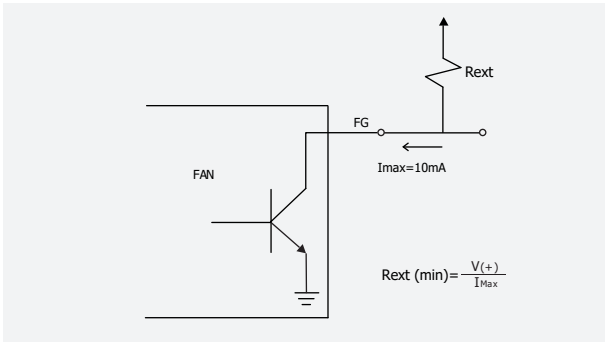 Rext
FG
Imax=10mA
FAN
Rext (min)= V(+) / IMax